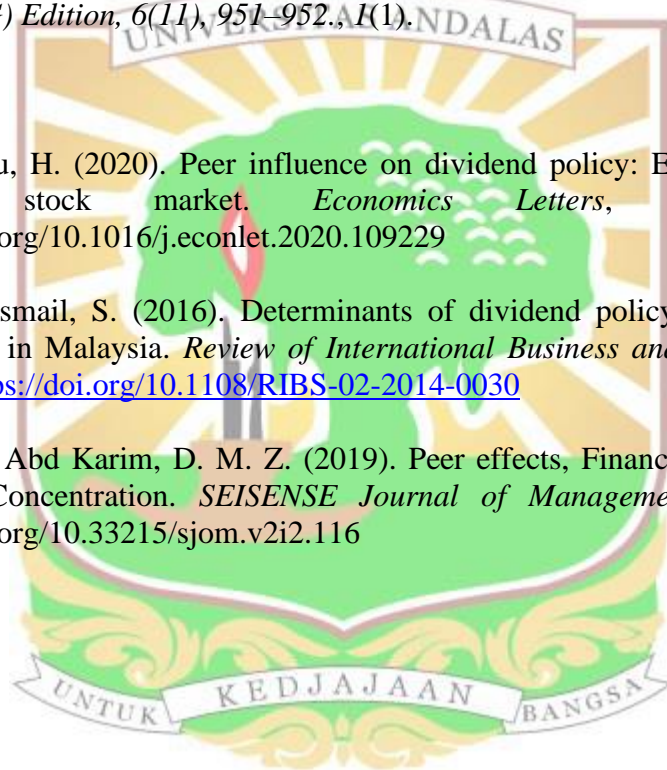 ) Edition, 6(11), 951–952., 1(1).
UNIVERSITAS ANDALAS
u, H. (2020). Peer influence on dividend policy: E
stock market. Economics Letters,
org/10.1016/j.econlet.2020.109229
smail, S. (2016). Determinants of dividend policy
in Malaysia. Review of International Business and
ps://doi.org/10.1108/RIBS-02-2014-0030
Abd Karim, D. M. Z. (2019). Peer effects, Financ
Concentration. SEISENSE Journal of Manageme
org/10.33215/sjom.v2i2.116
UNTUK KEDJAJAAN BANGSA